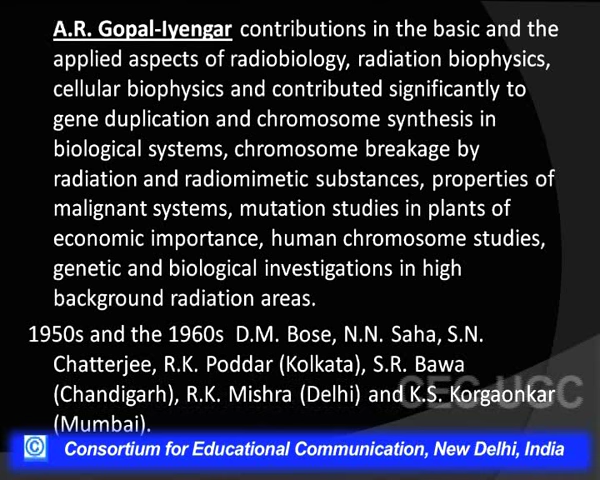 A.R. Gopal-Iyengar contributions in the basic and the
applied aspects of radiobiology, radiation biophysics,
cellular biophysics and contributed significantly to
gene duplication and chromosome synthesis in
biological systems, chromosome breakage by
radiation and radiomimetic substances, properties of
malignant systems, mutation studies in plants of
economic importance, human chromosome studies,
genetic and biological investigations in high
background radiation areas.
1950s and the 1960s D.M. Bose, N.N. Saha, S.N.
Chatterjee, R.K. Poddar (Kolkata), S.R. Bawa
(Chandigarh), R.K. Mishra (Delhi) and K.S. Korgaonkar
(Mumbai).
CEC-UGC
© Consortium for Educational Communication, New Delhi, India